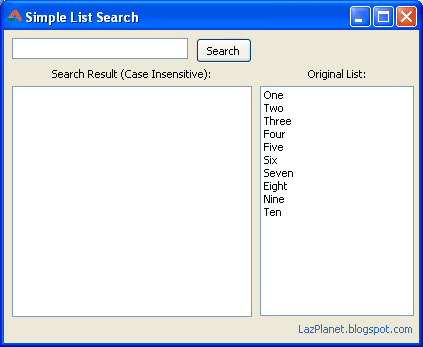 Simple List Search
Search
Search Result (Case Insensitive):
Original List:
One
Two
Three
Four
Five
Six
Seven
Eight
Nine
Ten
LazPlanet.blogspot.com